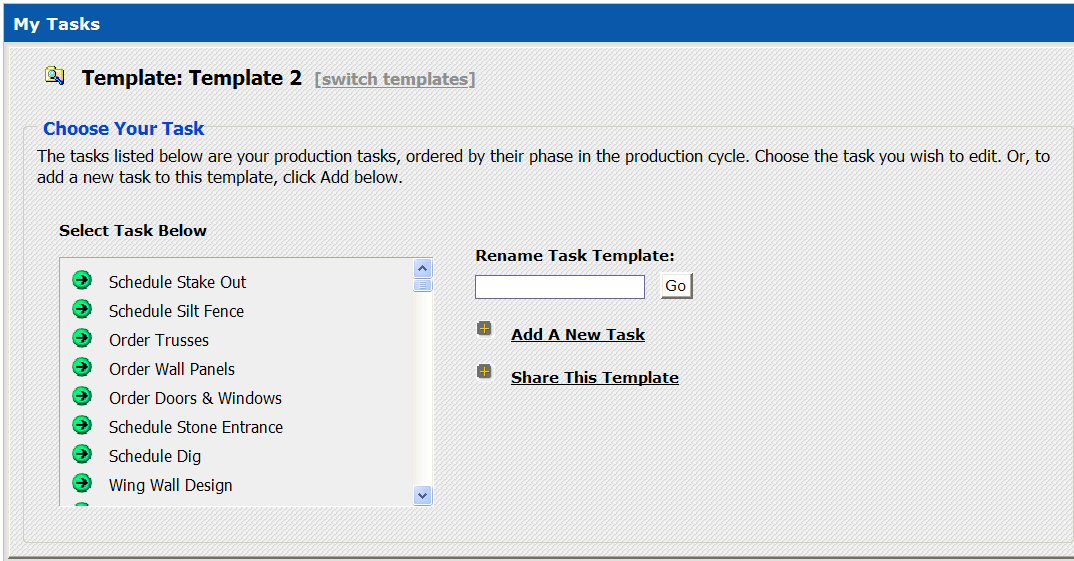 My Tasks
Template: Template 2 [switch templates]
Choose Your Task
The tasks listed below are your production tasks, ordered by their phase in the production cycle. Choose the task you wish to edit. Or, to
add a new task to this template, click Add below.
Select Task Below
Schedule Stake Out
Schedule Silt Fence
Order Trusses
Order Wall Panels
Order Doors & Windows
Schedule Stone Entrance
Schedule Dig
Wing Wall Design
Rename Task Template:
Go
Add A New Task
Share This Template